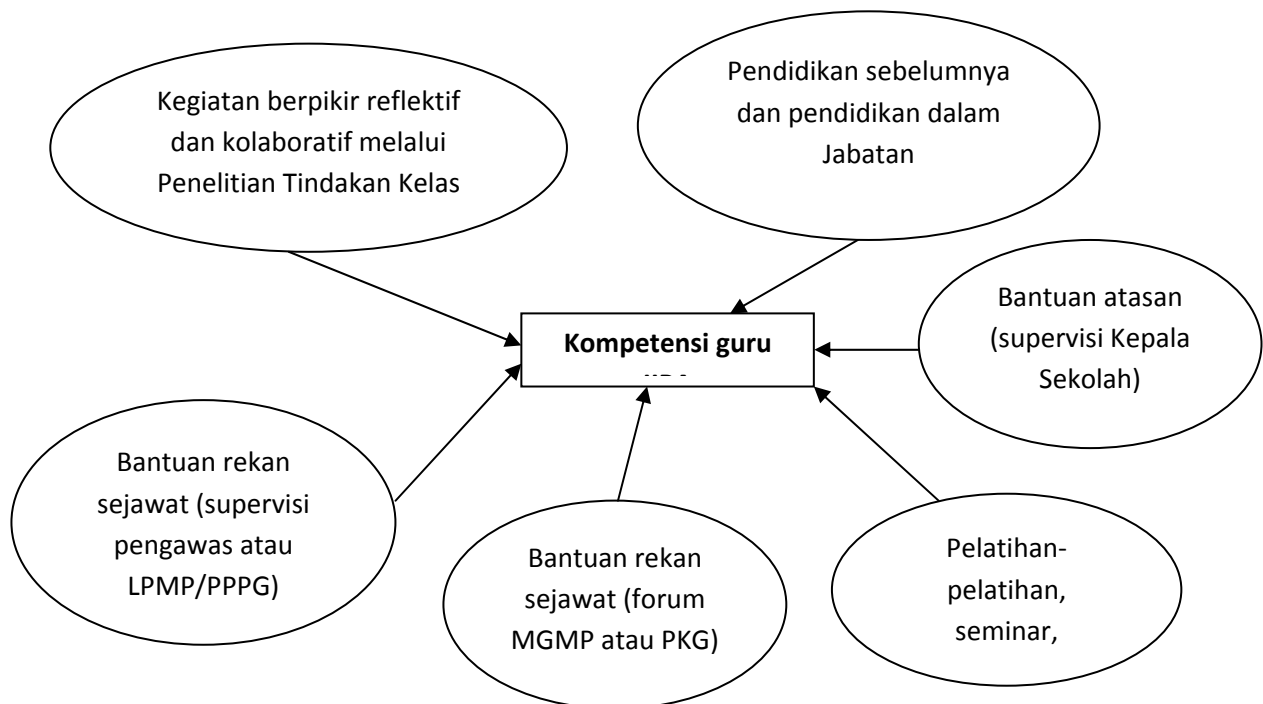 Kegiatan berpikir reflektif
dan kolaboratif melalui
Penelitian Tindakan Kelas
Pendidikan sebelumnya
dan pendidikan dalam
Jabatan
Kompetensi guru
Bantuan atasan
(supervisi Kepala
Sekolah)
Bantuan rekan
sejawat (supervisi
pengawas atau
LPMP/PPPG)
Bantuan rekan
sejawat (forum
MGMP atau PKG)
Pelatihan-
pelatihan,
seminar,